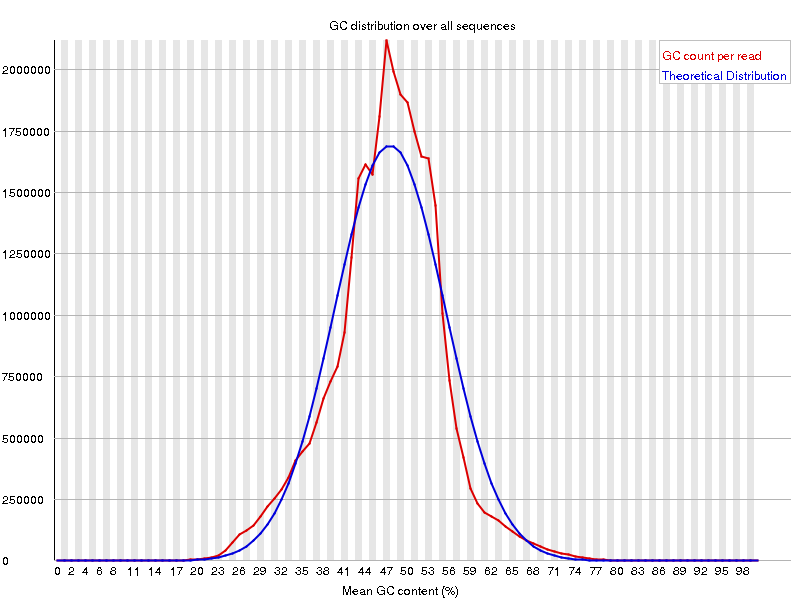 GC distribution over all sequences
GC count per read
Theoretical Distribution
2000000
1750000
1500000
1250000
1000000
750000
500000
250000
0
0 2 4 6 8 11 14 17 20 23 26 29 32 35 38 41 44 47 50 53 56 59 62 65 68 71 74 77 80 83 86 89 92 95 98
Mean GC content (%)